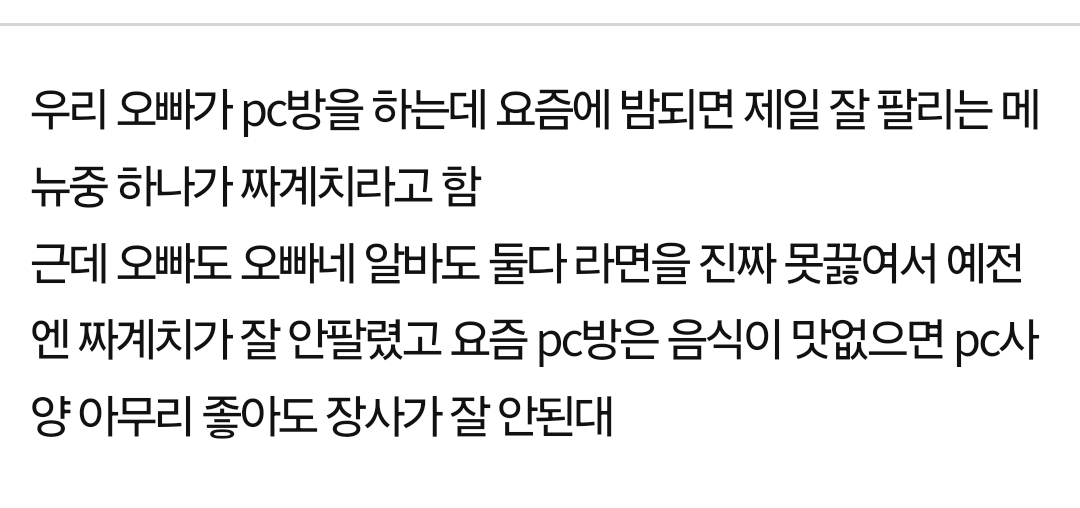 우리 오빠가 pc방을 하는데 요즘에 밤되면 제일 잘 팔리는 메
뉴중 하나가 짜계치라고 함
근데 오빠도 오빠네 알바도 둘다 라면을 진짜 못끓여서 예전
엔 짜계치가 잘 안팔렸고 요즘 pc방은 음식이 맛없으면 pc사
양 아무리 좋아도 장사가 잘 안된대